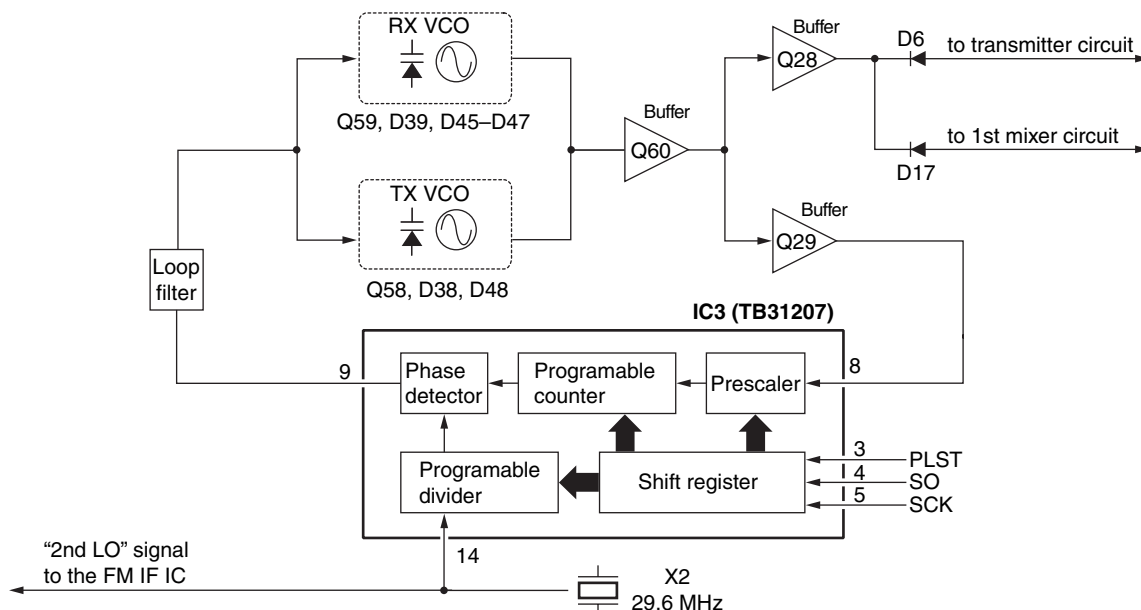 RX VCO
Q59, D39, D45–D47
TX VCO
Q58, D38, D48
Loop
filter
Buffer
Q60
Buffer
Q28
D6
to transmitter circuit
to 1st mixer circuit
D17
Buffer
Q29
IC3 (TB31207)
9
Phase
detector
Programable
counter
Prescaler
8
Programable
divider
Shift register
3
PLST
4
SO
5
SCK
14
“2nd LO” signal
to the FM IF IC
X2
29.6 MHz